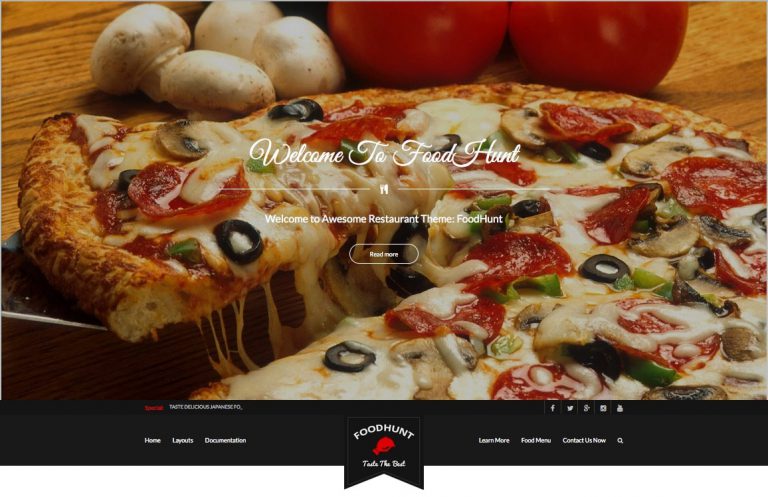 Welcome To FoodHunt
Welcome to Awesome Restaurant Theme: FoodHunt
Read more
Special: TASTE DELICIOUS JAPANESE FO_
Home Layouts Documentation
FOODHUNT
Taste The Best
Learn More Food Menu Contact Us Now